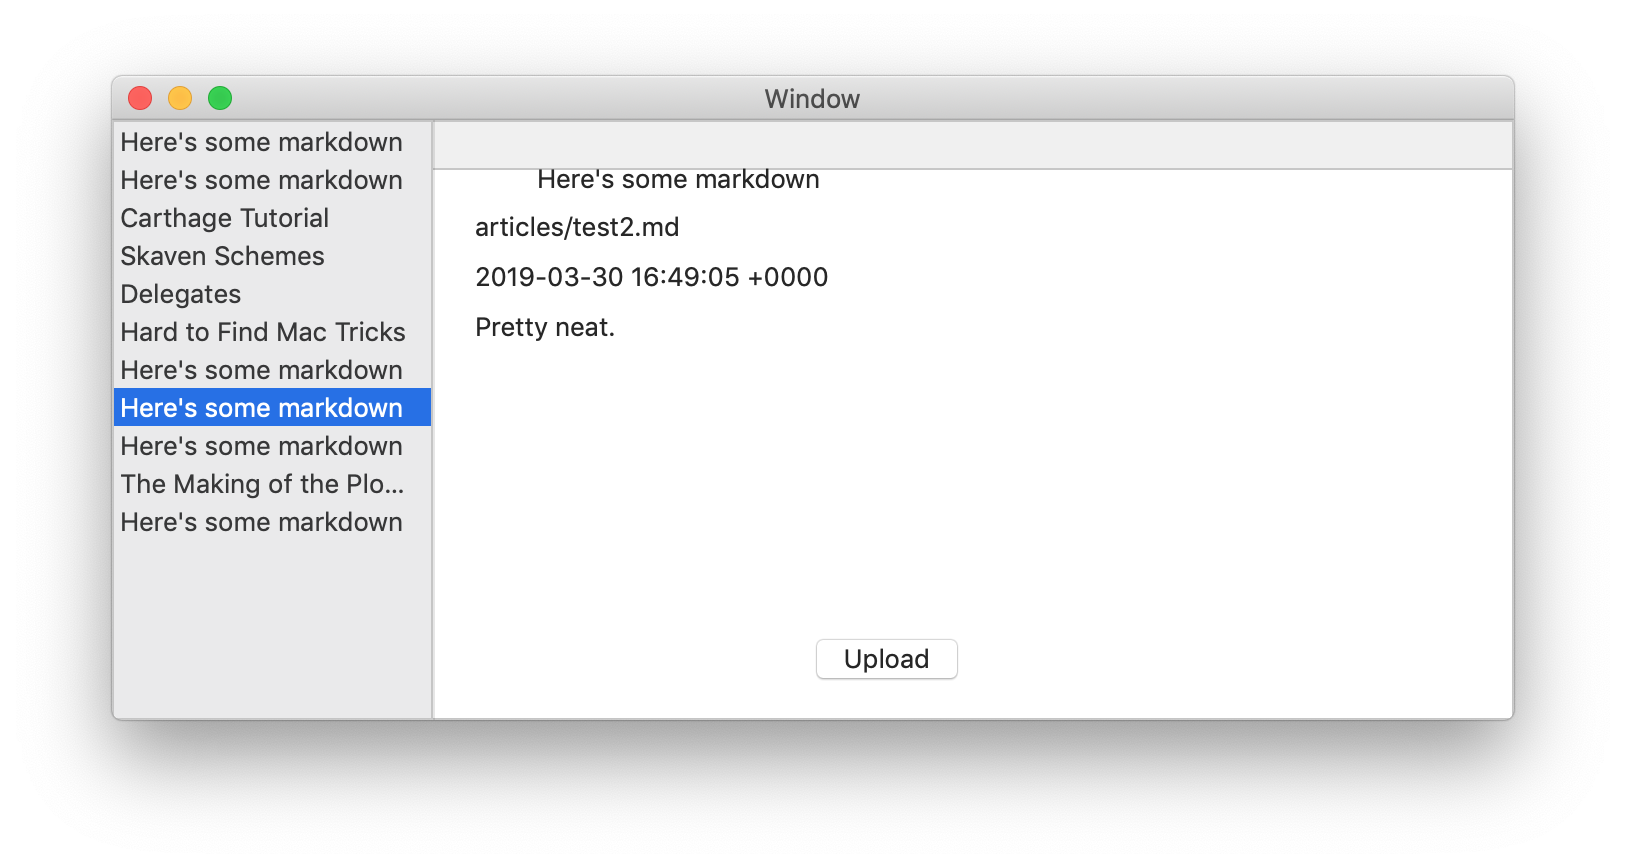 Window
Here's some markdown
Here's some markdown
Carthage Tutorial
Skaven Schemes
Delegates
Hard to Find Mac Tricks
Here's some markdown
Here's some markdown
Here's some markdown
The Making of the Plo...
Here's some markdown
Here's some markdown
articles/test2.md
2019-03-30 16:49:05 +0000
Pretty neat.
Upload